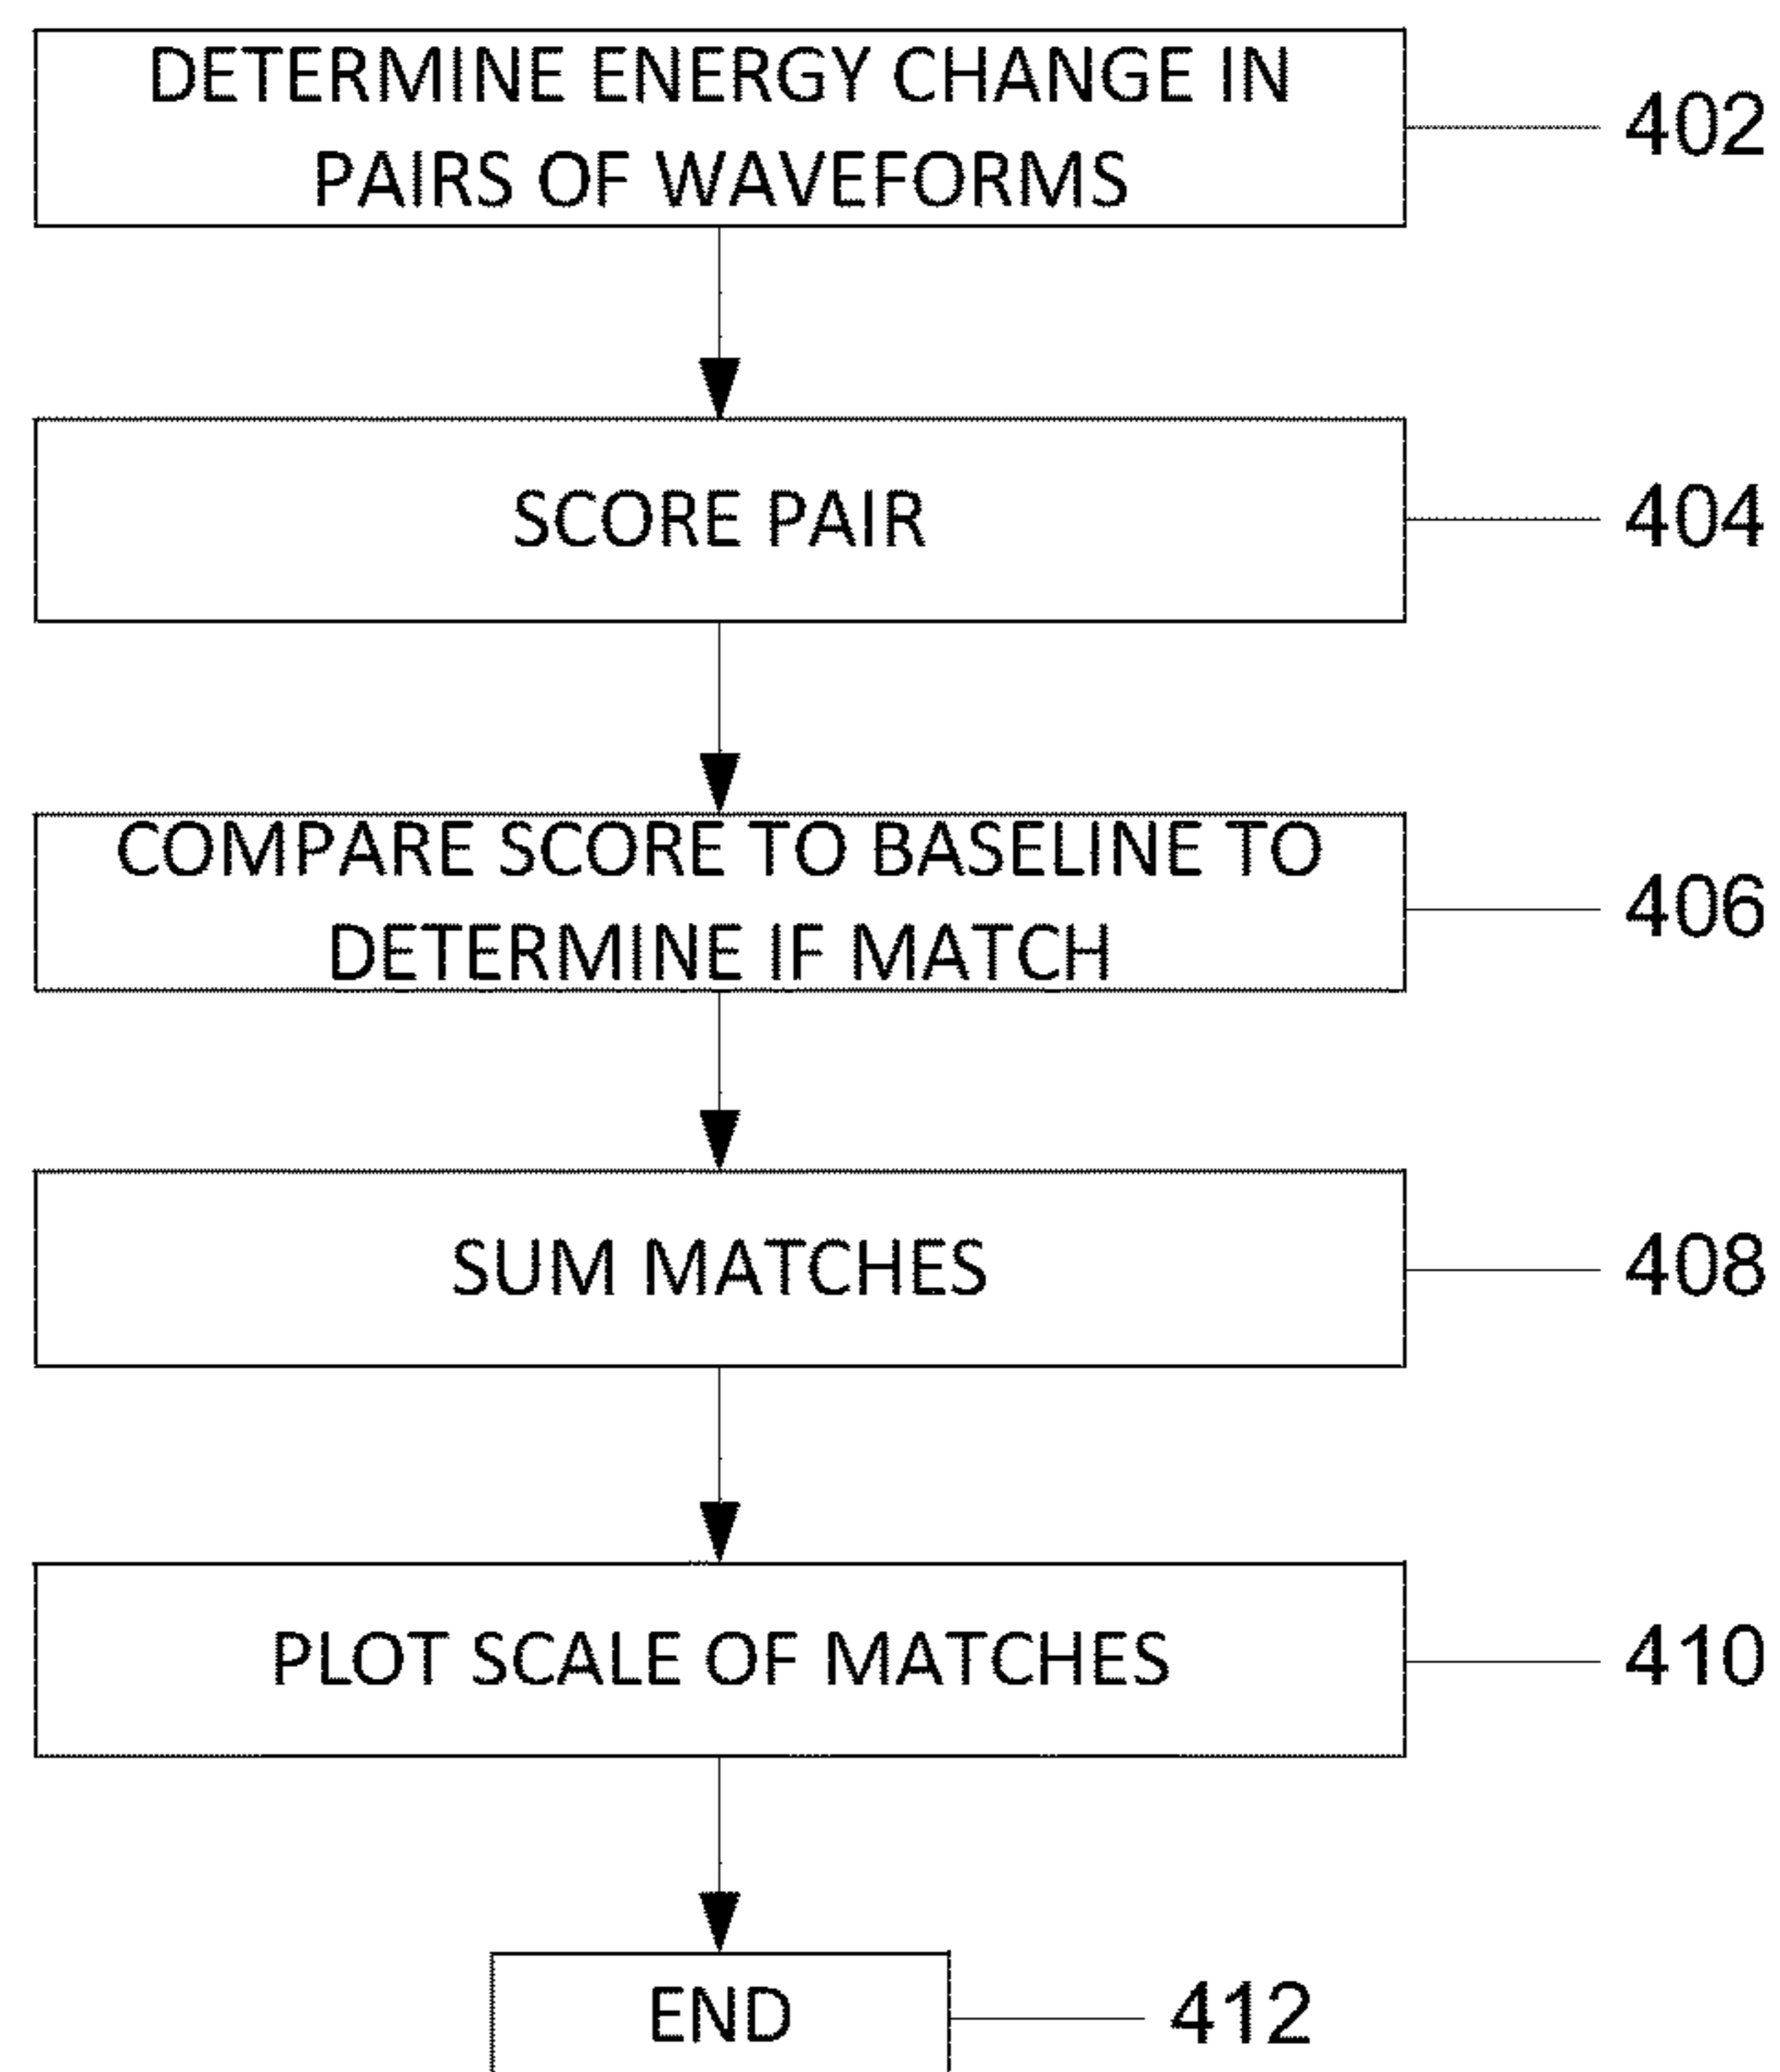 DETERMINE ENERGY CHANGE IN
PAIRS OF WAVEFORMS
402
SCORE PAIR
404
COMPARE SCORE TO BASELINE TO
DETERMINE IF MATCH
406
SUM MATCHES
408
PLOT SCALE OF MATCHES
410
END
412